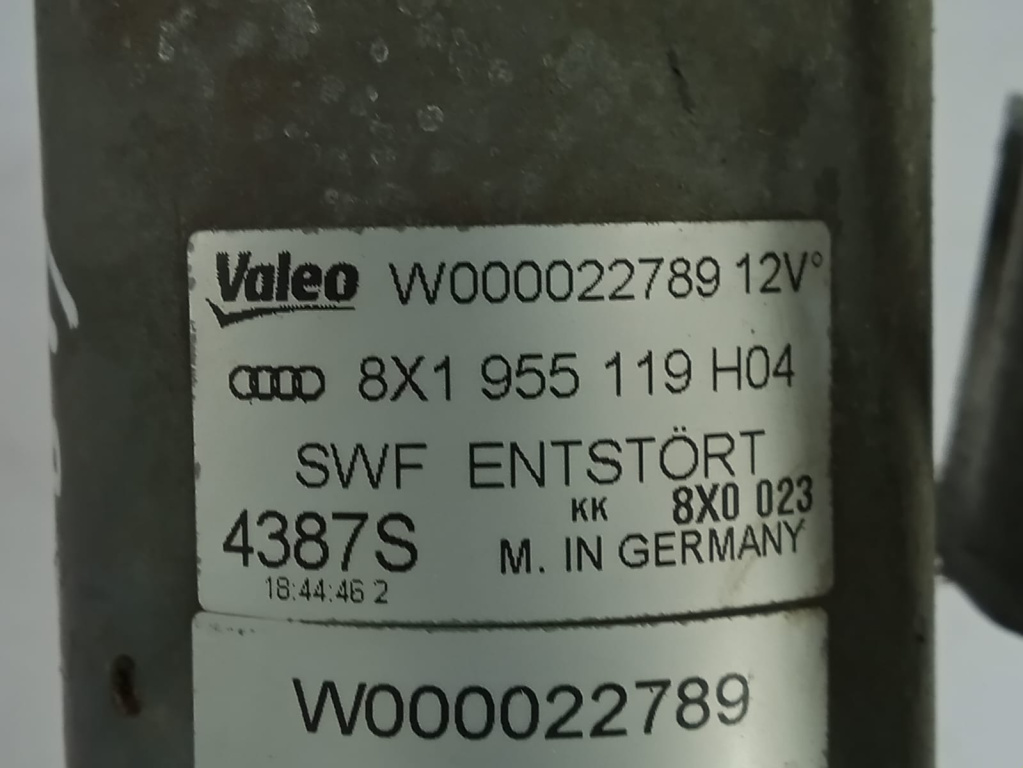 Valeo W000022789 12V°
8X1 955 119 H04
SWF ENTSTÖRT
KK 8X0 023
4387S M. IN GERMANY
18:44:46 2
W000022789